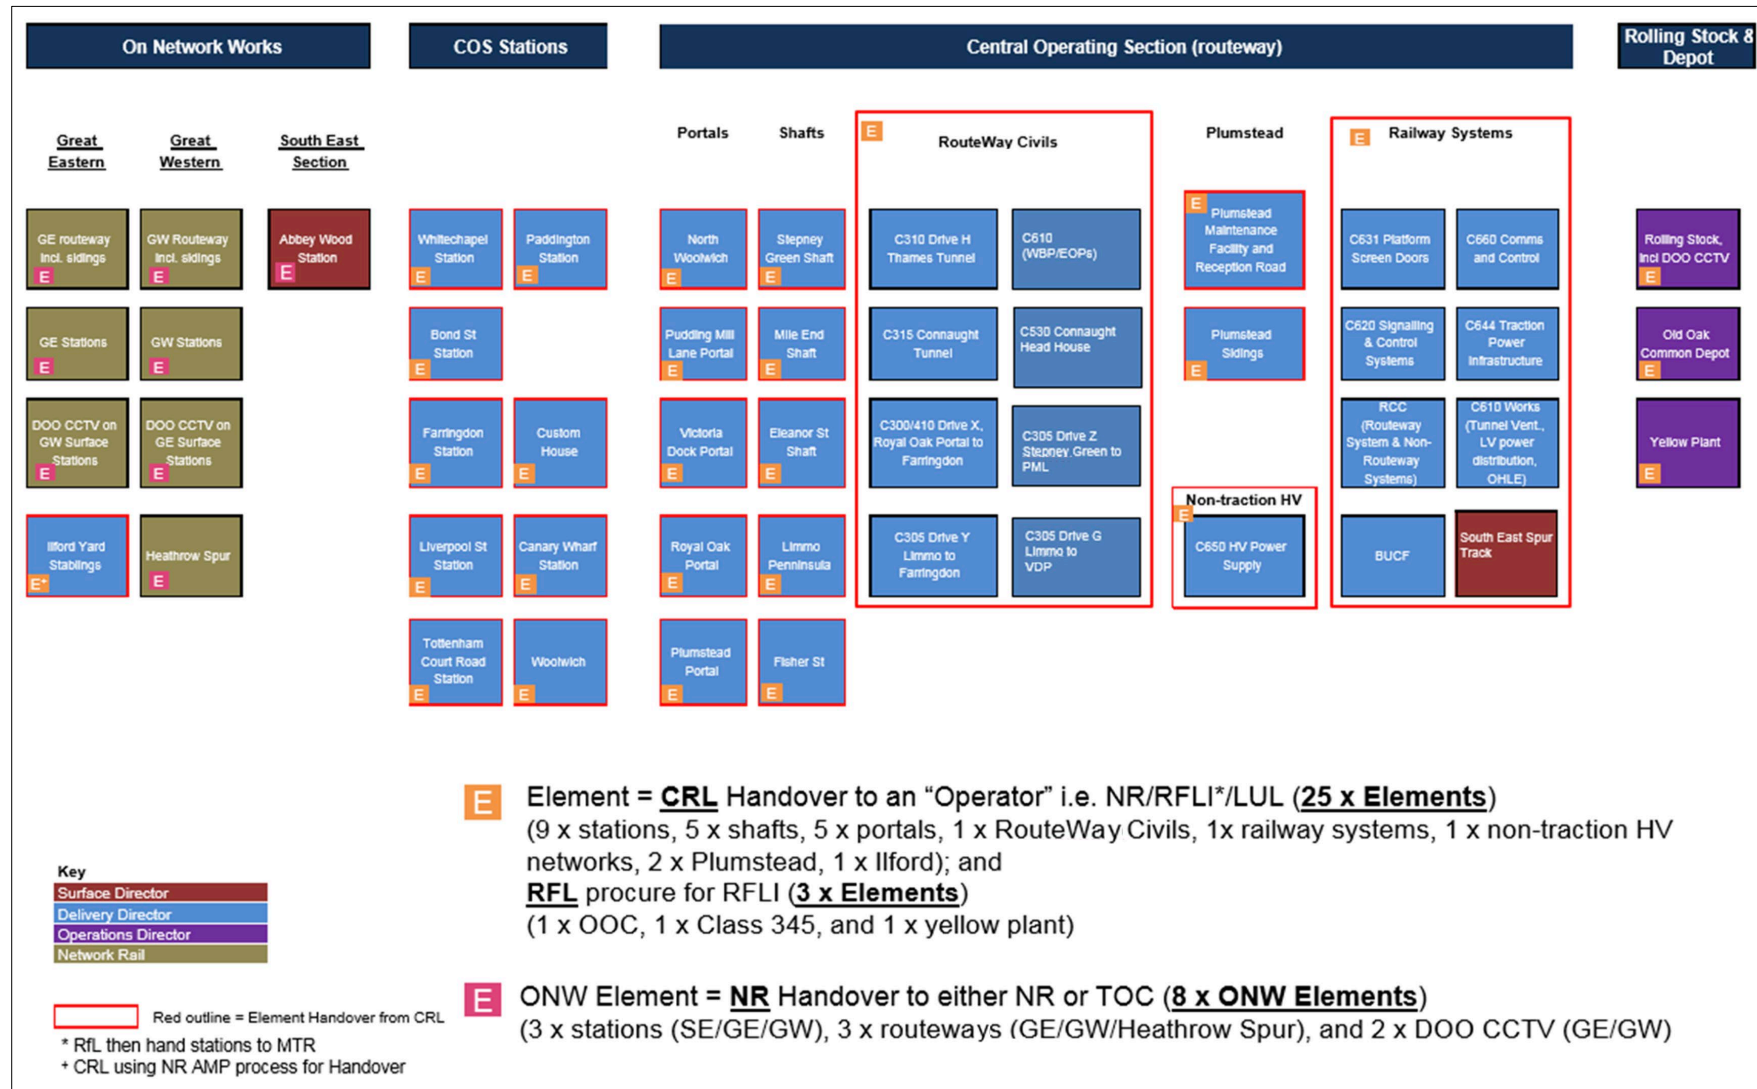 On Network Works
COS Stations
Central Operating Section (routeway)
Rolling Stock &
Depot
Great
Eastern
Great
Western
South East
Section
Portals
Shafts
E
RouteWay Civils
Plumstead
E
Railway Systems
GE routeway
Incl. sidings
E
GW Routeway
Incl. sidings
E
Abbey Wood
Station
E
Whitechapel
Station
E
Paddington
Station
E
North
Woolwich
E
Stepney
Green Shaft
E
C310 Drive H
Thames Tunnel
C610
(WBP/EOPs)
E
Plumstead
Maintenance
Facility and
Reception Road
C631 Platform
Screen Doors
C660 Comms
and Control
Rolling Stock,
Incl DOO CCTV
E
GE Stations
E
GW Stations
E
Bond St
Station
E
Pudding Mill
Lane Portal
E
Mile End
Shaft
E
C315 Connaught
Tunnel
C530 Connaught
Head House
Plumstead
Sidings
E
C620 Signalling
& Control
Systems
C644 Traction
Power
Infrastructure
Old Oak
Common Depot
E
DOO CCTV on
GW Surface
Stations
E
DOO CCTV on
GE Surface
Stations
E
Farringdon
Station
E
Custom
House
E
Victoria
Dock Portal
E
Eleanor St
Shaft
E
C300/410 Drive X,
Royal Oak Portal to
Farringdon
C305 Drive Z
Stepney Green to
PML
RCC
(Routeway
System & Non-
Routeway
Systems)
C610 Works
(Tunnel Vent.,
LV power
distribution,
OHLE)
Yellow Plant
E
Ilford Yard
Stablings
E+
Heathrow Spur
E
Liverpool St
Station
E
Canary Wharf
Station
E
Royal Oak
Portal
E
Limmo
Penninsula
E
C305 Drive Y
Limmo to
Farringdon
C305 Drive G
Limmo to
VDP
Non-traction HV
E
C650 HV Power
Supply
BUCF
South East Spur
Track
Tottenham
Court Road
Station
E
Woolwich
E
Plumstead
Portal
E
Fisher St
E
E
Element = CRL Handover to an “Operator” i.e. NR/RFLI*/LUL (25 x Elements)
(9 x stations, 5 x shafts, 5 x portals, 1 x RouteWay Civils, 1x railway systems, 1 x non-traction HV
networks, 2 x Plumstead, 1 x Ilford); and
RFL procure for RFLI (3 x Elements)
(1 x OOC, 1 x Class 345, and 1 x yellow plant)
Key
Surface Director
Delivery Director
Operations Director
Network Rail
E
ONW Element = NR Handover to either NR or TOC (8 x ONW Elements)
(3 x stations (SE/GE/GW), 3 x routeways (GE/GW/Heathrow Spur), and 2 x DOO CCTV (GE/GW)
Red outline = Element Handover from CRL
* RfL then hand stations to MTR
+ CRL using NR AMP process for Handover